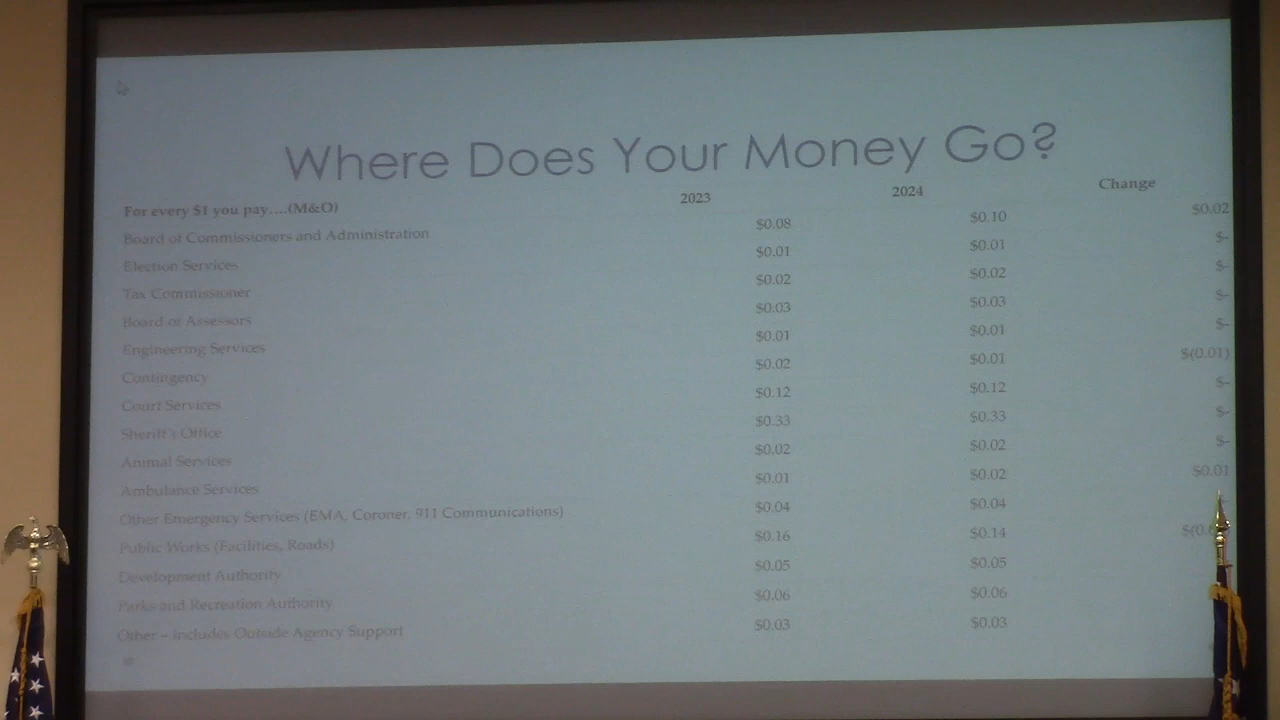 Where Does Your Money Go?
For every $1 you pay....(M&O) 2023 2024 Change
Board of Commissioners and Administration $0.08 $0.10 $0.02
Election Services $0.01 $0.01 $-
Tax Commissioner $0.02 $0.02 $-
Board of Assessors $0.03 $0.03 $-
Engineering Services $0.01 $0.01 $-
Contingency $0.02 $0.01 $(0.01)
Court Services $0.12 $0.12 $-
Sheriff's Office $0.33 $0.33 $-
Animal Services $0.02 $0.02 $-
Ambulance Services $0.01 $0.02 $0.01
Other Emergency Services (EMA, Coroner, 911 Communications) $0.04 $0.04
Public Works (Facilities, Roads) $0.16 $0.14
Development Authority $0.05 $0.05
Parks and Recreation Authority $0.06 $0.06
Other – includes Outside Agency Support $0.03 $0.03